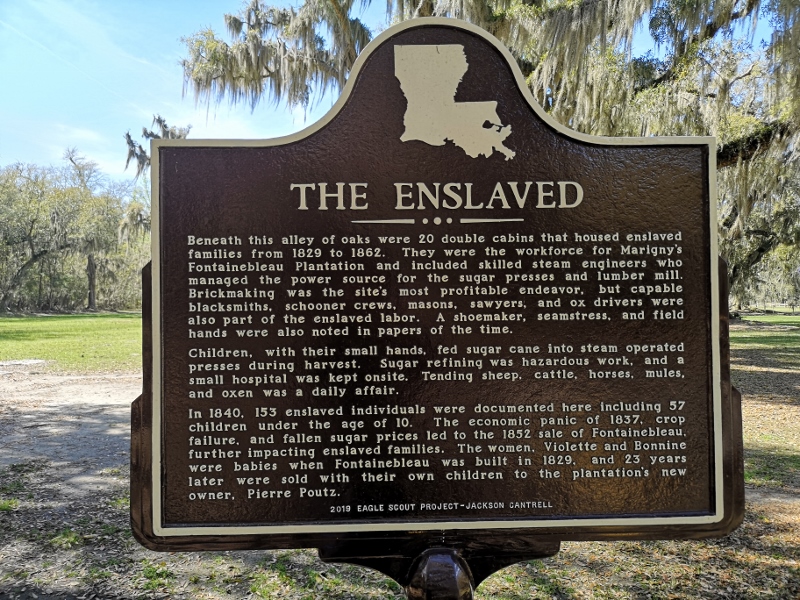 THE ENSLAVED
Beneath this alley of oaks were 20 double cabins that housed enslaved
families from 1829 to 1862. They were the workforce for Marigny's
Fontainebleau Plantation and included skilled steam engineers who
managed the power source for the sugar presses and lumber mill.
Brickmaking was the site's most profitable endeavor, but capable
blacksmiths, schooner crews, masons, sawyers, and ox drivers were
also part of the enslaved labor. A shoemaker, seamstress, and field
hands were also noted in papers of the time.
Children, with their small hands, fed sugar cane into steam operated
presses during harvest. Sugar refining was hazardous work, and a
small hospital was kept onsite. Tending sheep, cattle, horses, mules,
and oxen was a daily affair.
In 1840, 153 enslaved individuals were documented here including 57
children under the age of 10. The economic panic of 1837, crop
failure, and fallen sugar prices led to the 1852 sale of Fontainebleau,
further impacting enslaved families. The women, Violette and Bonnine
were babies when Fontainebleau was built in 1829, and 23 years
later were sold with their own children to the plantation's new
owner, Pierre Poutz.
2019 EAGLE SCOUT PROJECT-JACKSON CANTRELL